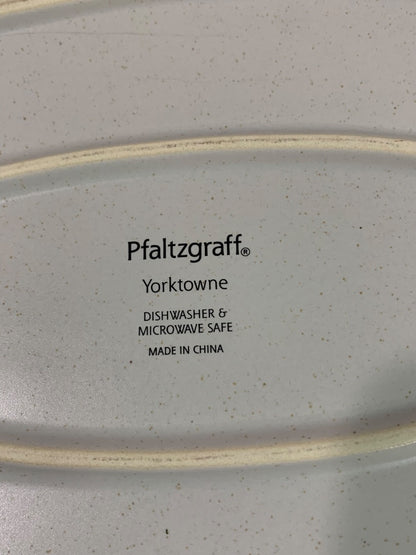 Pfaltzgraff®
Yorktowne
DISHWASHER &
MICROWAVE SAFE
MADE IN CHINA